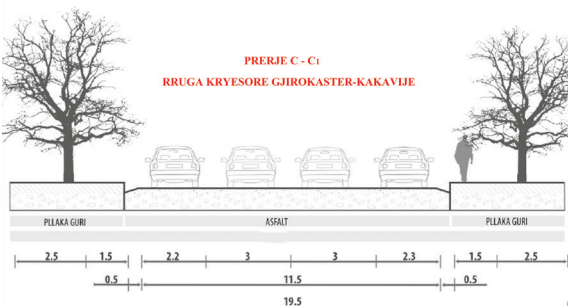 PRERJE C - C1
RRUGA KRYESORE GJIROKASTER-KAKAVIJE
PLLAKA GURI ASFALT PLLAKA GURI
2.5 1.5 2.2 3 3 2.3 1.5 2.5
0.5 11.5 0.5
19.5